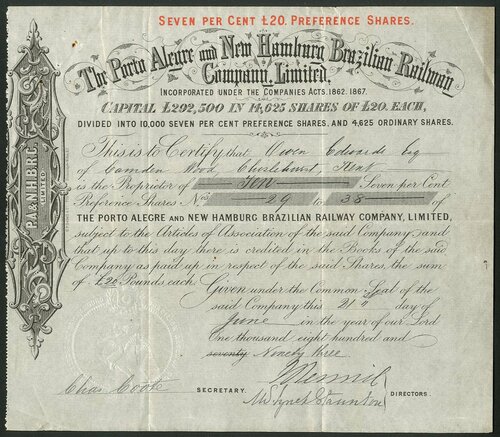 SEVEN PER CENT £20. PREFERENCE SHARES.
The Porto Alegre and New Hamburg Brazilian Railway
Company, Limited,
INCORPORATED UNDER THE COMPANIES ACTS, 1862. 1867.
CAPITAL £292,500 IN 14,625 SHARES OF £20. EACH,
DIVIDED INTO 10,000 SEVEN PER CENT PREFERENCE SHARES, AND 4,625 ORDINARY SHARES.
P.A.&N.H.B.R.C.
LIMITED
This is to Certify that Owen Edwards Esq
of Camden Wood, Chislehurst, Kent
is the Proprietor of Ten Seven per Cent
Preference Shares Nos 29 to 38 of
THE PORTO ALEGRE AND NEW HAMBURG BRAZILIAN RAILWAY COMPANY, LIMITED,
subject to the Articles of Association of the said Company; and
that up to this day there is credited in the Books of the said
Company as paid up in respect of the said Shares, the sum
of £20 Pounds each. Given under the Common Seal of the
said Company this 21st day of
June in the year of our Lord
One thousand eight hundred and
seventy Ninety three
Chas Coote SECRETARY.
DIRECTORS.